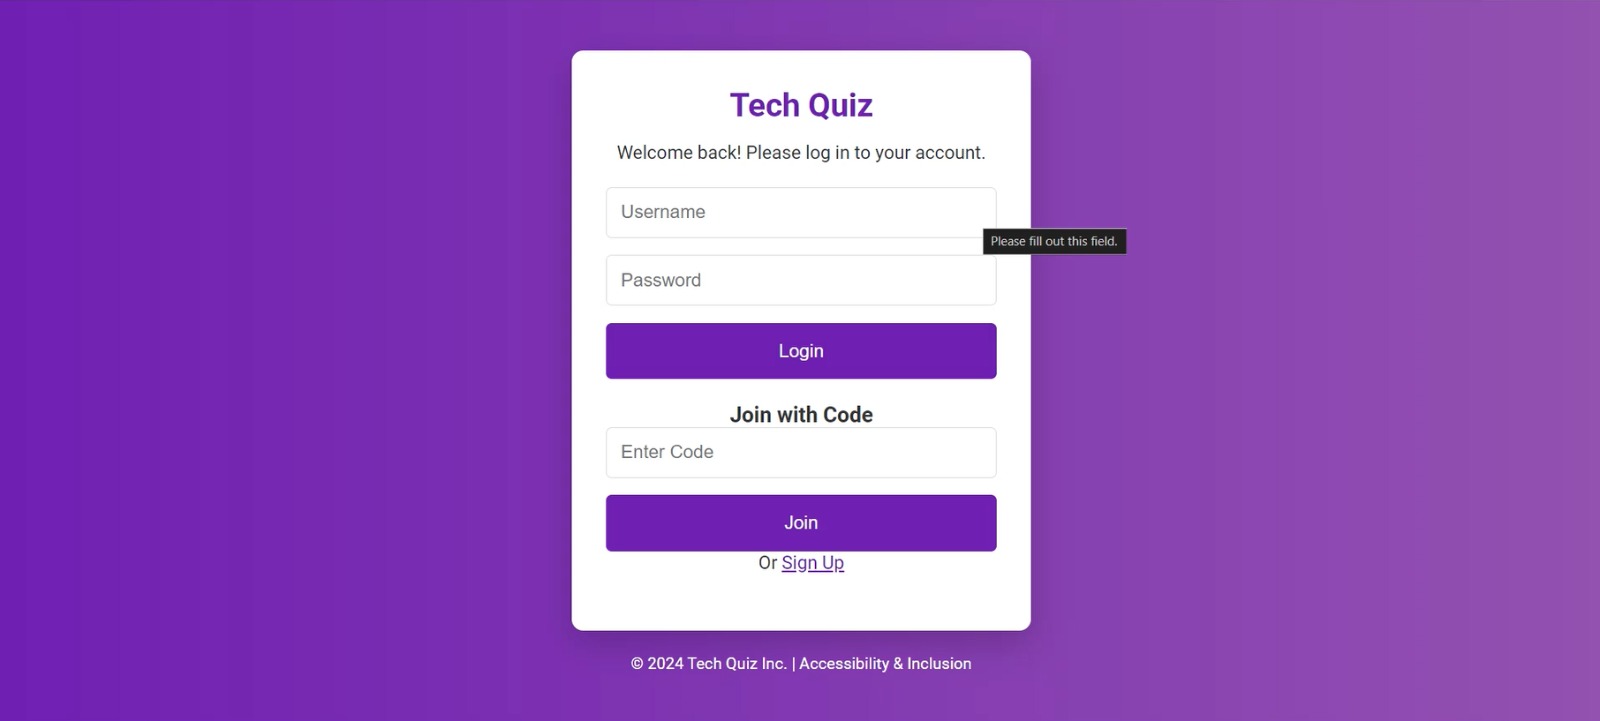 Tech Quiz
Welcome back! Please log in to your account.
Username
Please fill out this field.
Password
Login
Join with Code
Enter Code
Join
Or Sign Up
© 2024 Tech Quiz Inc. | Accessibility & Inclusion